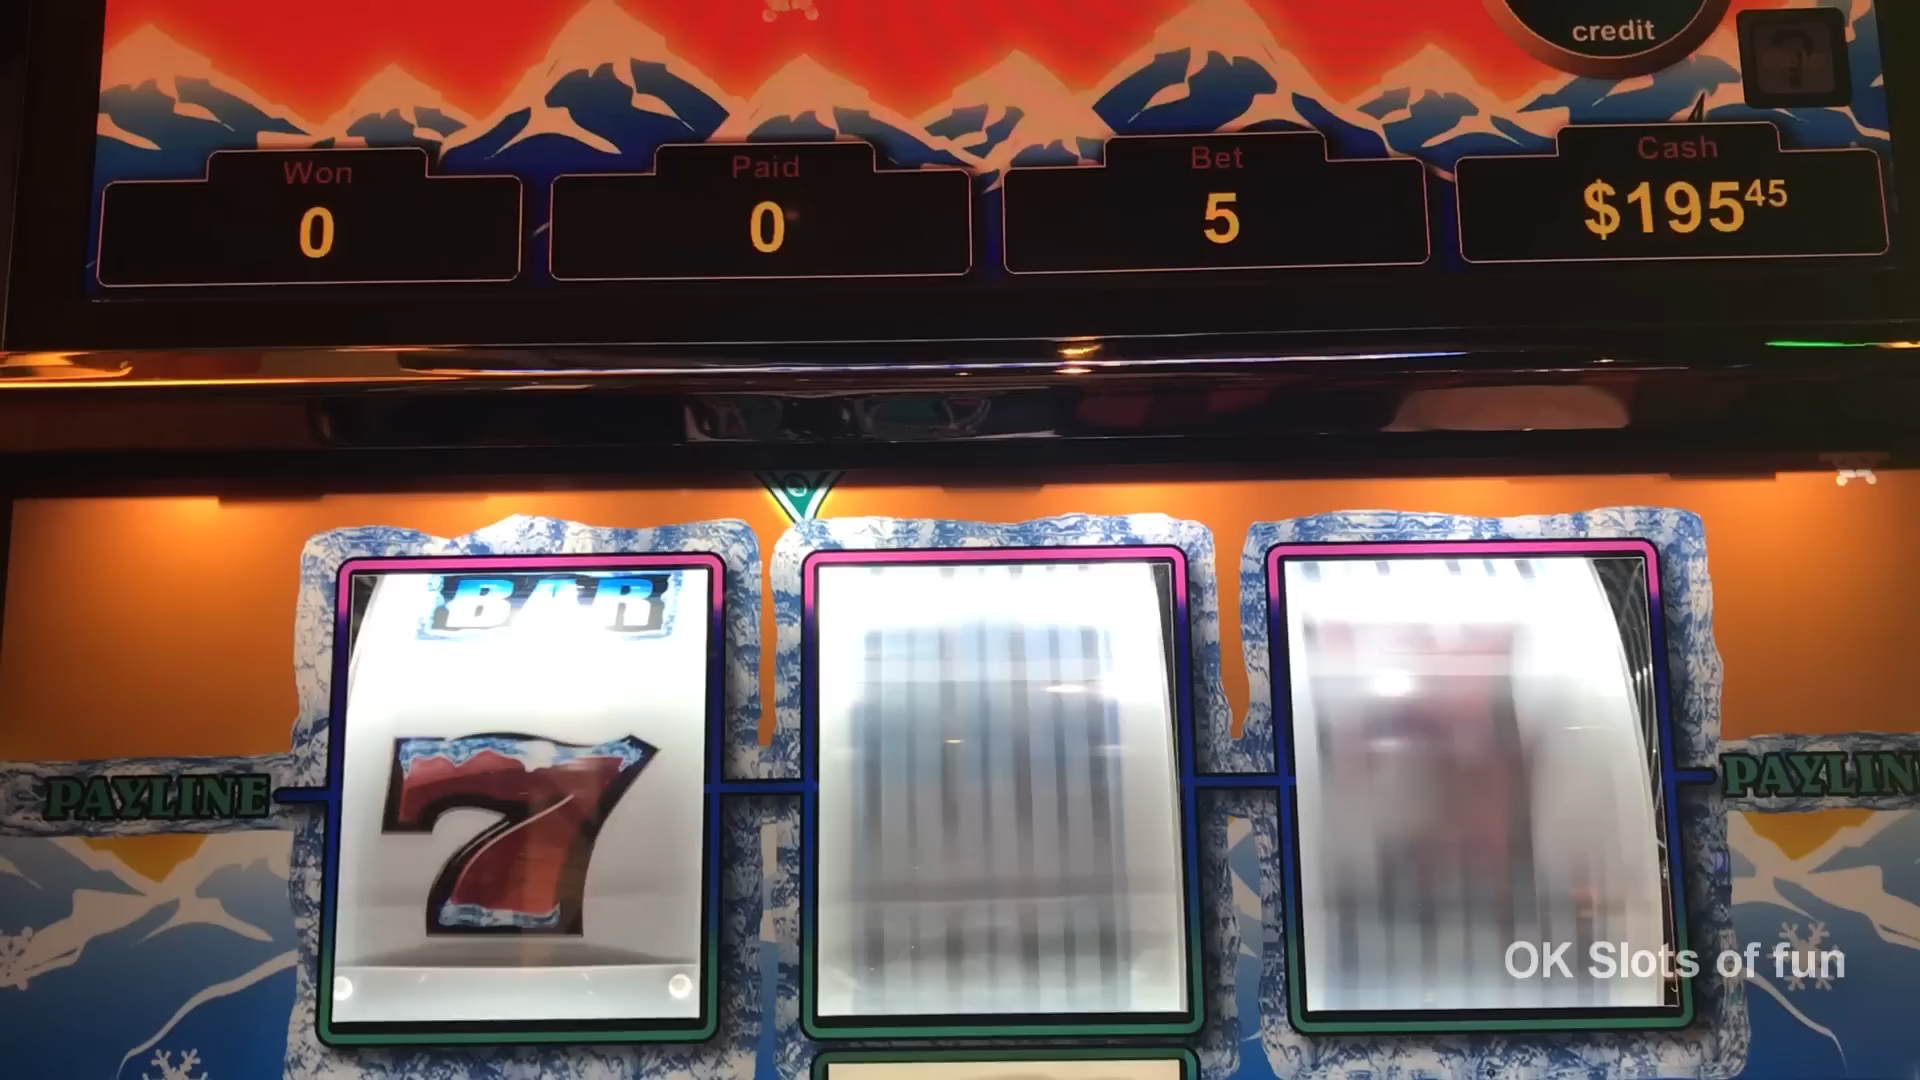 credit
Won
Paid
Bet
Cash
0
0
5
$19545
BAR
7
PAYLINE
PAYLIN
OK Slots of fun